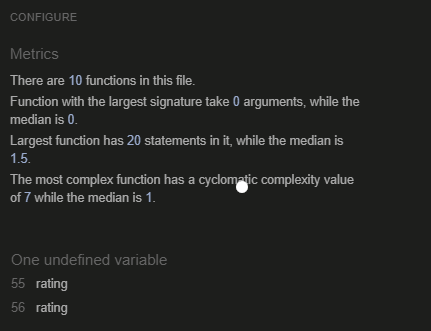 CONFIGURE
Metrics
There are 10 functions in this file.
Function with the largest signature take 0 arguments, while the
median is 0.
Largest function has 20 statements in it, while the median is
1.5.
The most complex function has a cyclomatic complexity value
of 7 while the median is 1.
One undefined variable
55 rating
56 rating